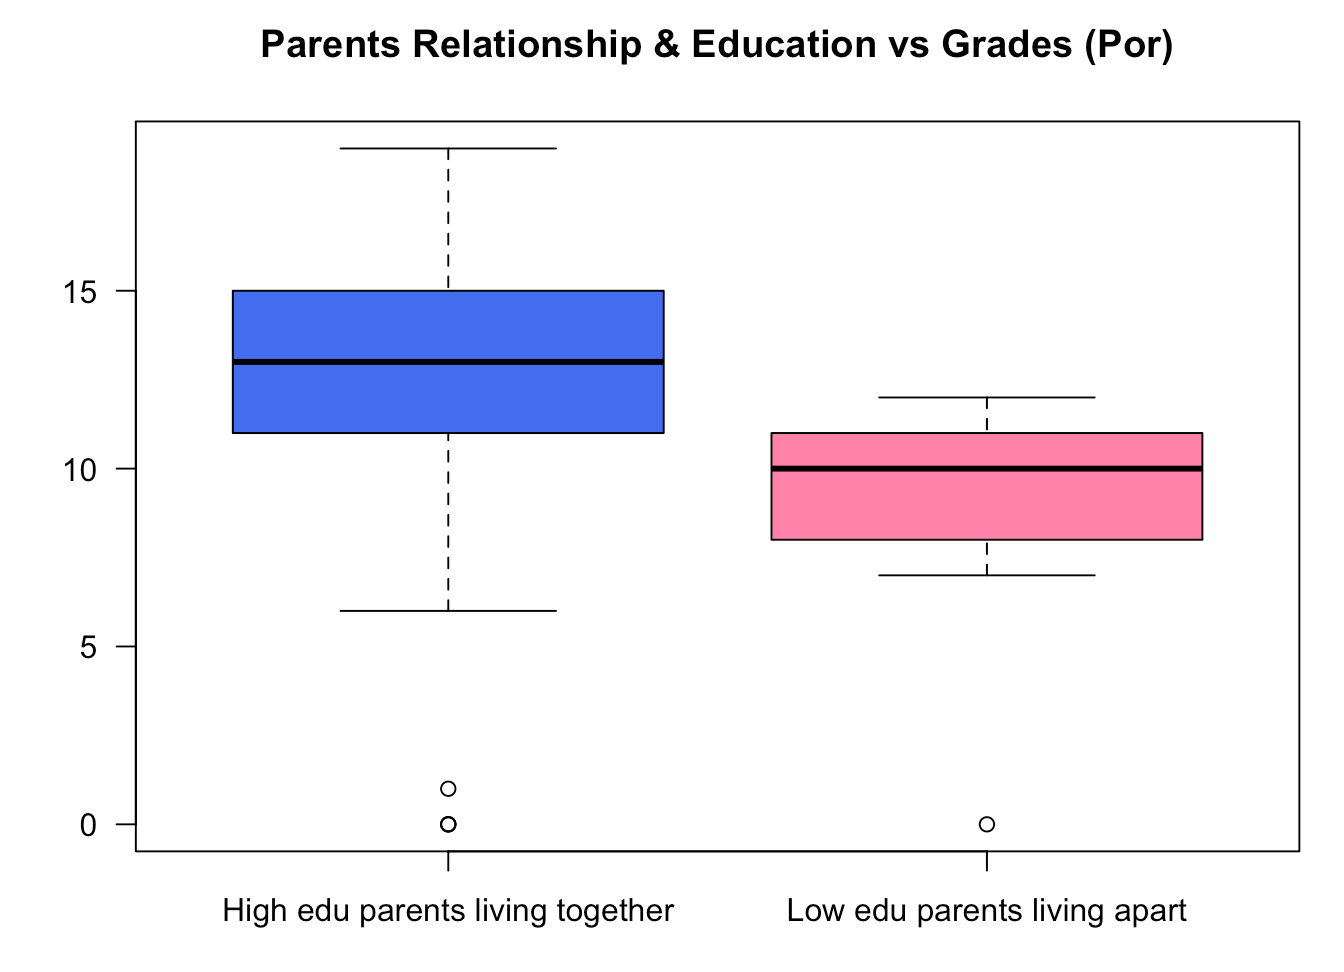 Parents Relationship & Education vs Grades (Por)
15
10
5
0
High edu parents living together
Low edu parents living apart